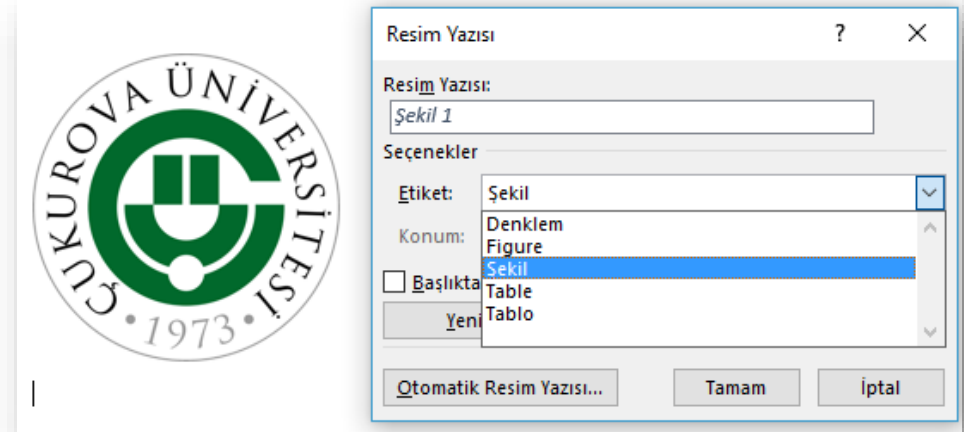 ÇUKUROVA ÜNİVERSİTESİ
• 1973 •
Resim Yazısı
?
Resim Yazısı:
Şekil 1
Seçenekler
Etiket:
Şekil
Denklem
Figure
Şekil
Table
Tablo
Konum:
Başlıkta
Yeni
Otomatik Resim Yazısı...
Tamam
İptal